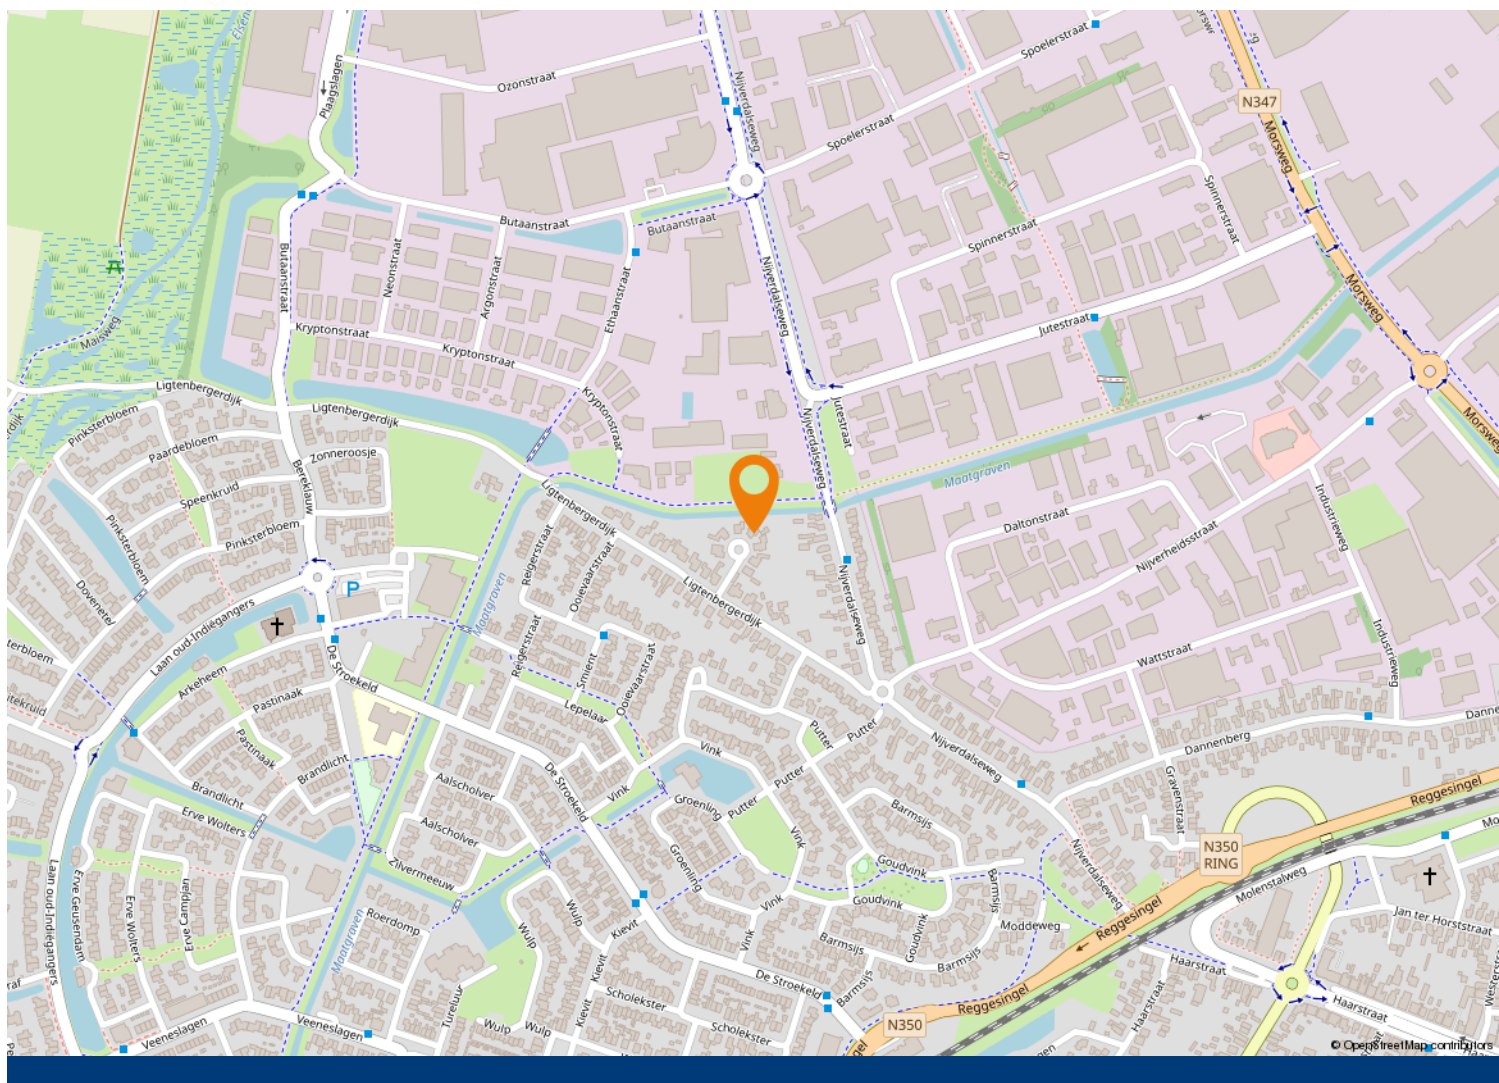 Plaagslagen
Ozonstraat
Nijverdalseweg
Spoelerstraat
N347
Morsweg
Spoelerstraat
Butaanstraat
Butaanstraat
Spinnerstraat
Spinnerstraat
Butaanstraat
Neonstraat
Argonstraat
Ethaanstraat
Nijverdalseweg
Morsweg
Maisweg
Kryptonstraat
Kryptonstraat
Jutestraat
Ligtenbergerdijk
Ligtenbergerdijk
Kryptonstraat
Nijverdalseweg
Jutestraat
Morsweg
Pinksterbloem
Paardebloem
Zonneroosje
Bereklauw
Speenkruid
Pinksterbloem
Pinksterbloem
Ligtenbergerdijk
Maatgraven
Daltonstraat
Industrieweg
Nijverheidsstraat
Reigerstraat
Ooievaarstraat
Maatgraven
Ligtenbergerdijk
Nijverdalseweg
Dovenetel
P
Laan oud-Indiëgangers
De Stroekeld
Reigerstraat
Smient
Ooievaarstraat
Wattstraat
Industrieweg
Arkeheem
Pastinaak
Pastinaak
Lepelaar
Putter
Putter
Dannenberg
Brandlicht
Brandlicht
Vink
Nijverdalseweg
De Stroekeld
Aalscholver
Vink
Putter
Putter
Gravenstraat
Reggesingel
Erve Wolters
Aalscholver
Groenling
Barmsijs
Vink
N350
RING
Nijverdalseweg
Laan oud-Indiëgangers
Erve Geusendam
Erve Wolters
Erve Campjan
Zilvermeeuw
Groenling
Goudvink
Goudvink
Barmsijs
Molenstalweg
Roerdomp
Wulp
Wulp
Kievit
Vink
Vink
Goudvink
Moddeweg
Reggesingel
Jan ter Horststraat
Maatgraven
Barmsijs
Barmsijs
Barmsijs
Haarstraat
Haarstraat
Haarstraat
De Stroekeld
Kievit
Kievit
Scholekster
Scholekster
Tureluur
Wulp
Wulp
Veeneslagen
Veeneslagen
Reggesingel
N350
© OpenStreetMap contributors